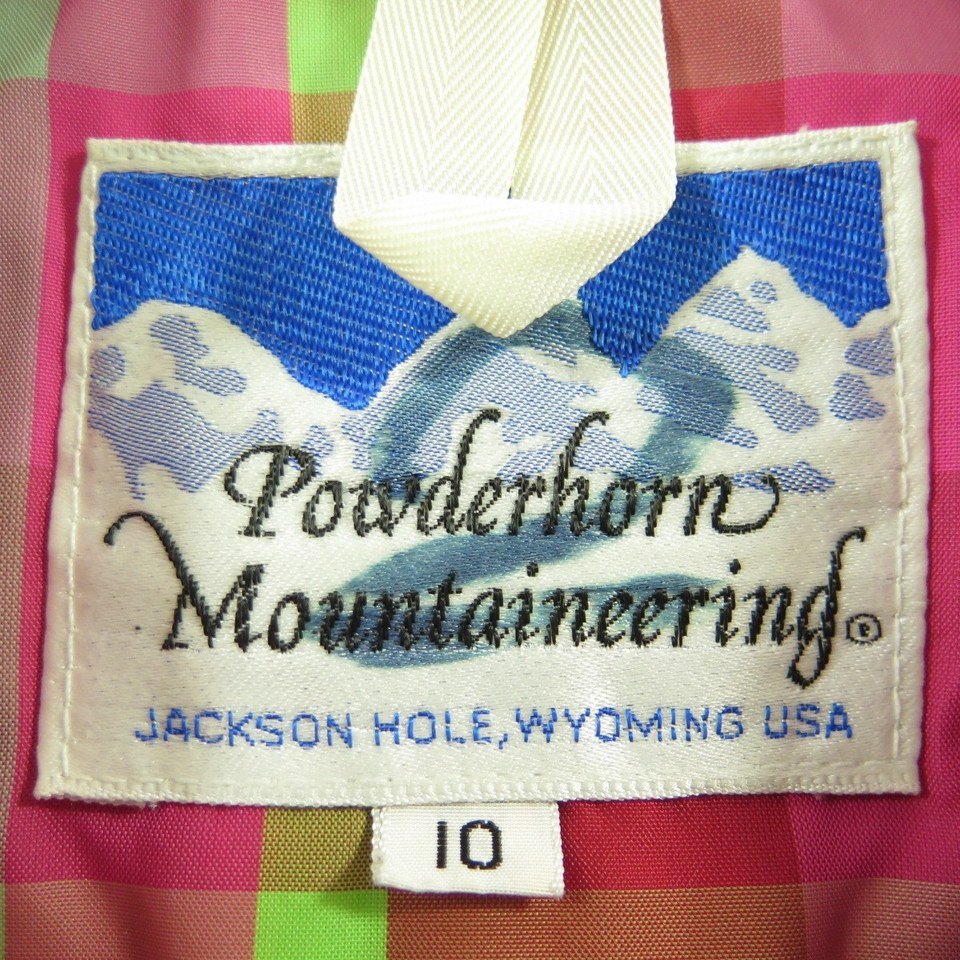 Powderhorn
Mountaineering®
JACKSON HOLE, WYOMING USA
10